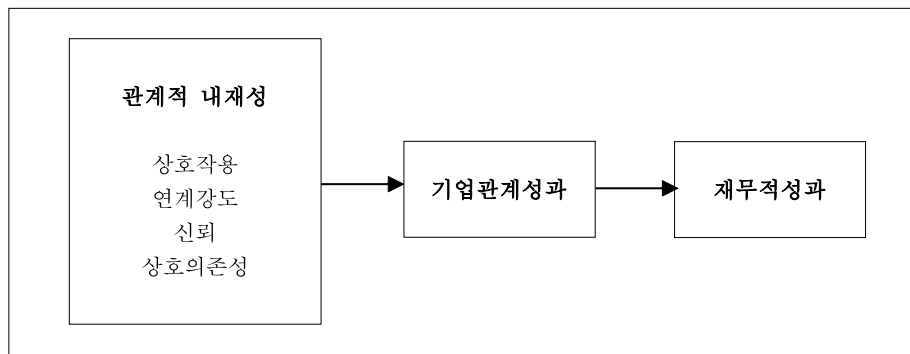 관계적 내재성
상호작용
연계강도
신뢰
상호의존성
기업관계성과
재무적성과